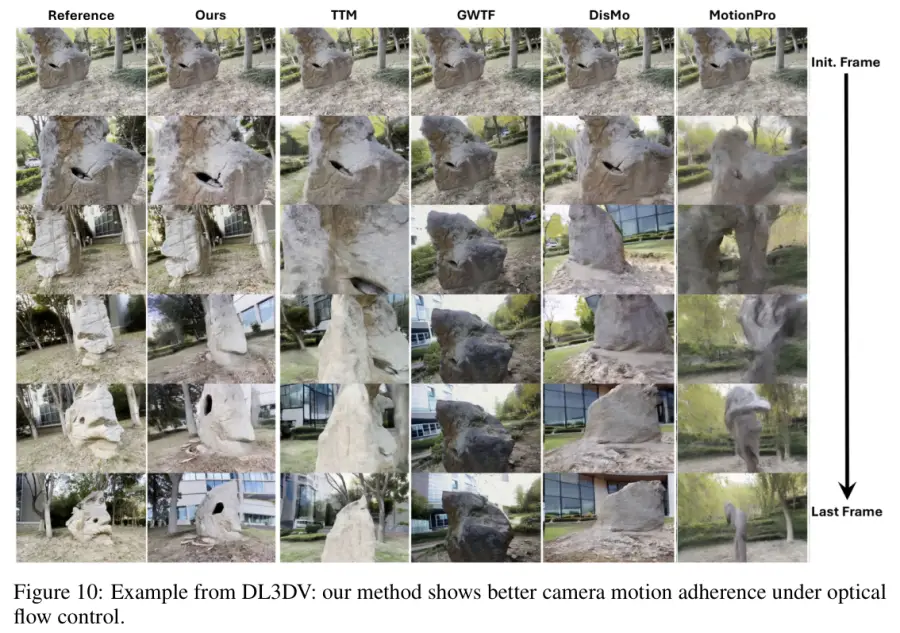 Reference Ours TTM GWTF DisMo MotionPro
Init. Frame
Last Frame
Figure 10: Example from DL3DV: our method shows better camera motion adherence under optical
flow control.